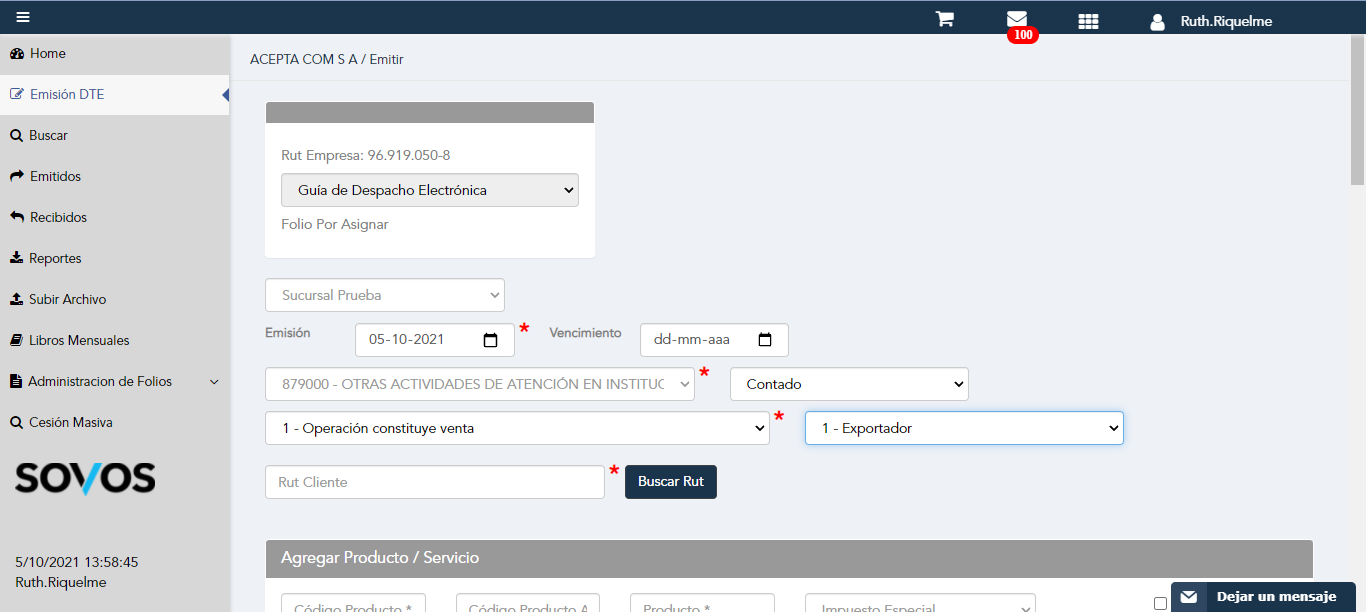 100
Ruth.Riquelme
Home
Emisión DTE
Buscar
Emitidos
Recibidos
Reportes
Subir Archivo
Libros Mensuales
Administracion de Folios
Cesión Masiva
SOVOS
5/10/2021 13:58:45
Ruth.Riquelme
ACEPTA COM S A / Emitir
Rut Empresa: 96.919.050-8
Guía de Despacho Electrónica
Folio Por Asignar
Sucursal Prueba
Emisión 05-10-2021 * Vencimiento dd-mm-aaa
879000 - OTRAS ACTIVIDADES DE ATENCIÓN EN INSTITUC * Contado
1 - Operación constituye venta * 1 - Exportador
Rut Cliente * Buscar Rut
Agregar Producto / Servicio
Código Producto * Código Producto A Producto * Impuesto Especial
Dejar un mensaje